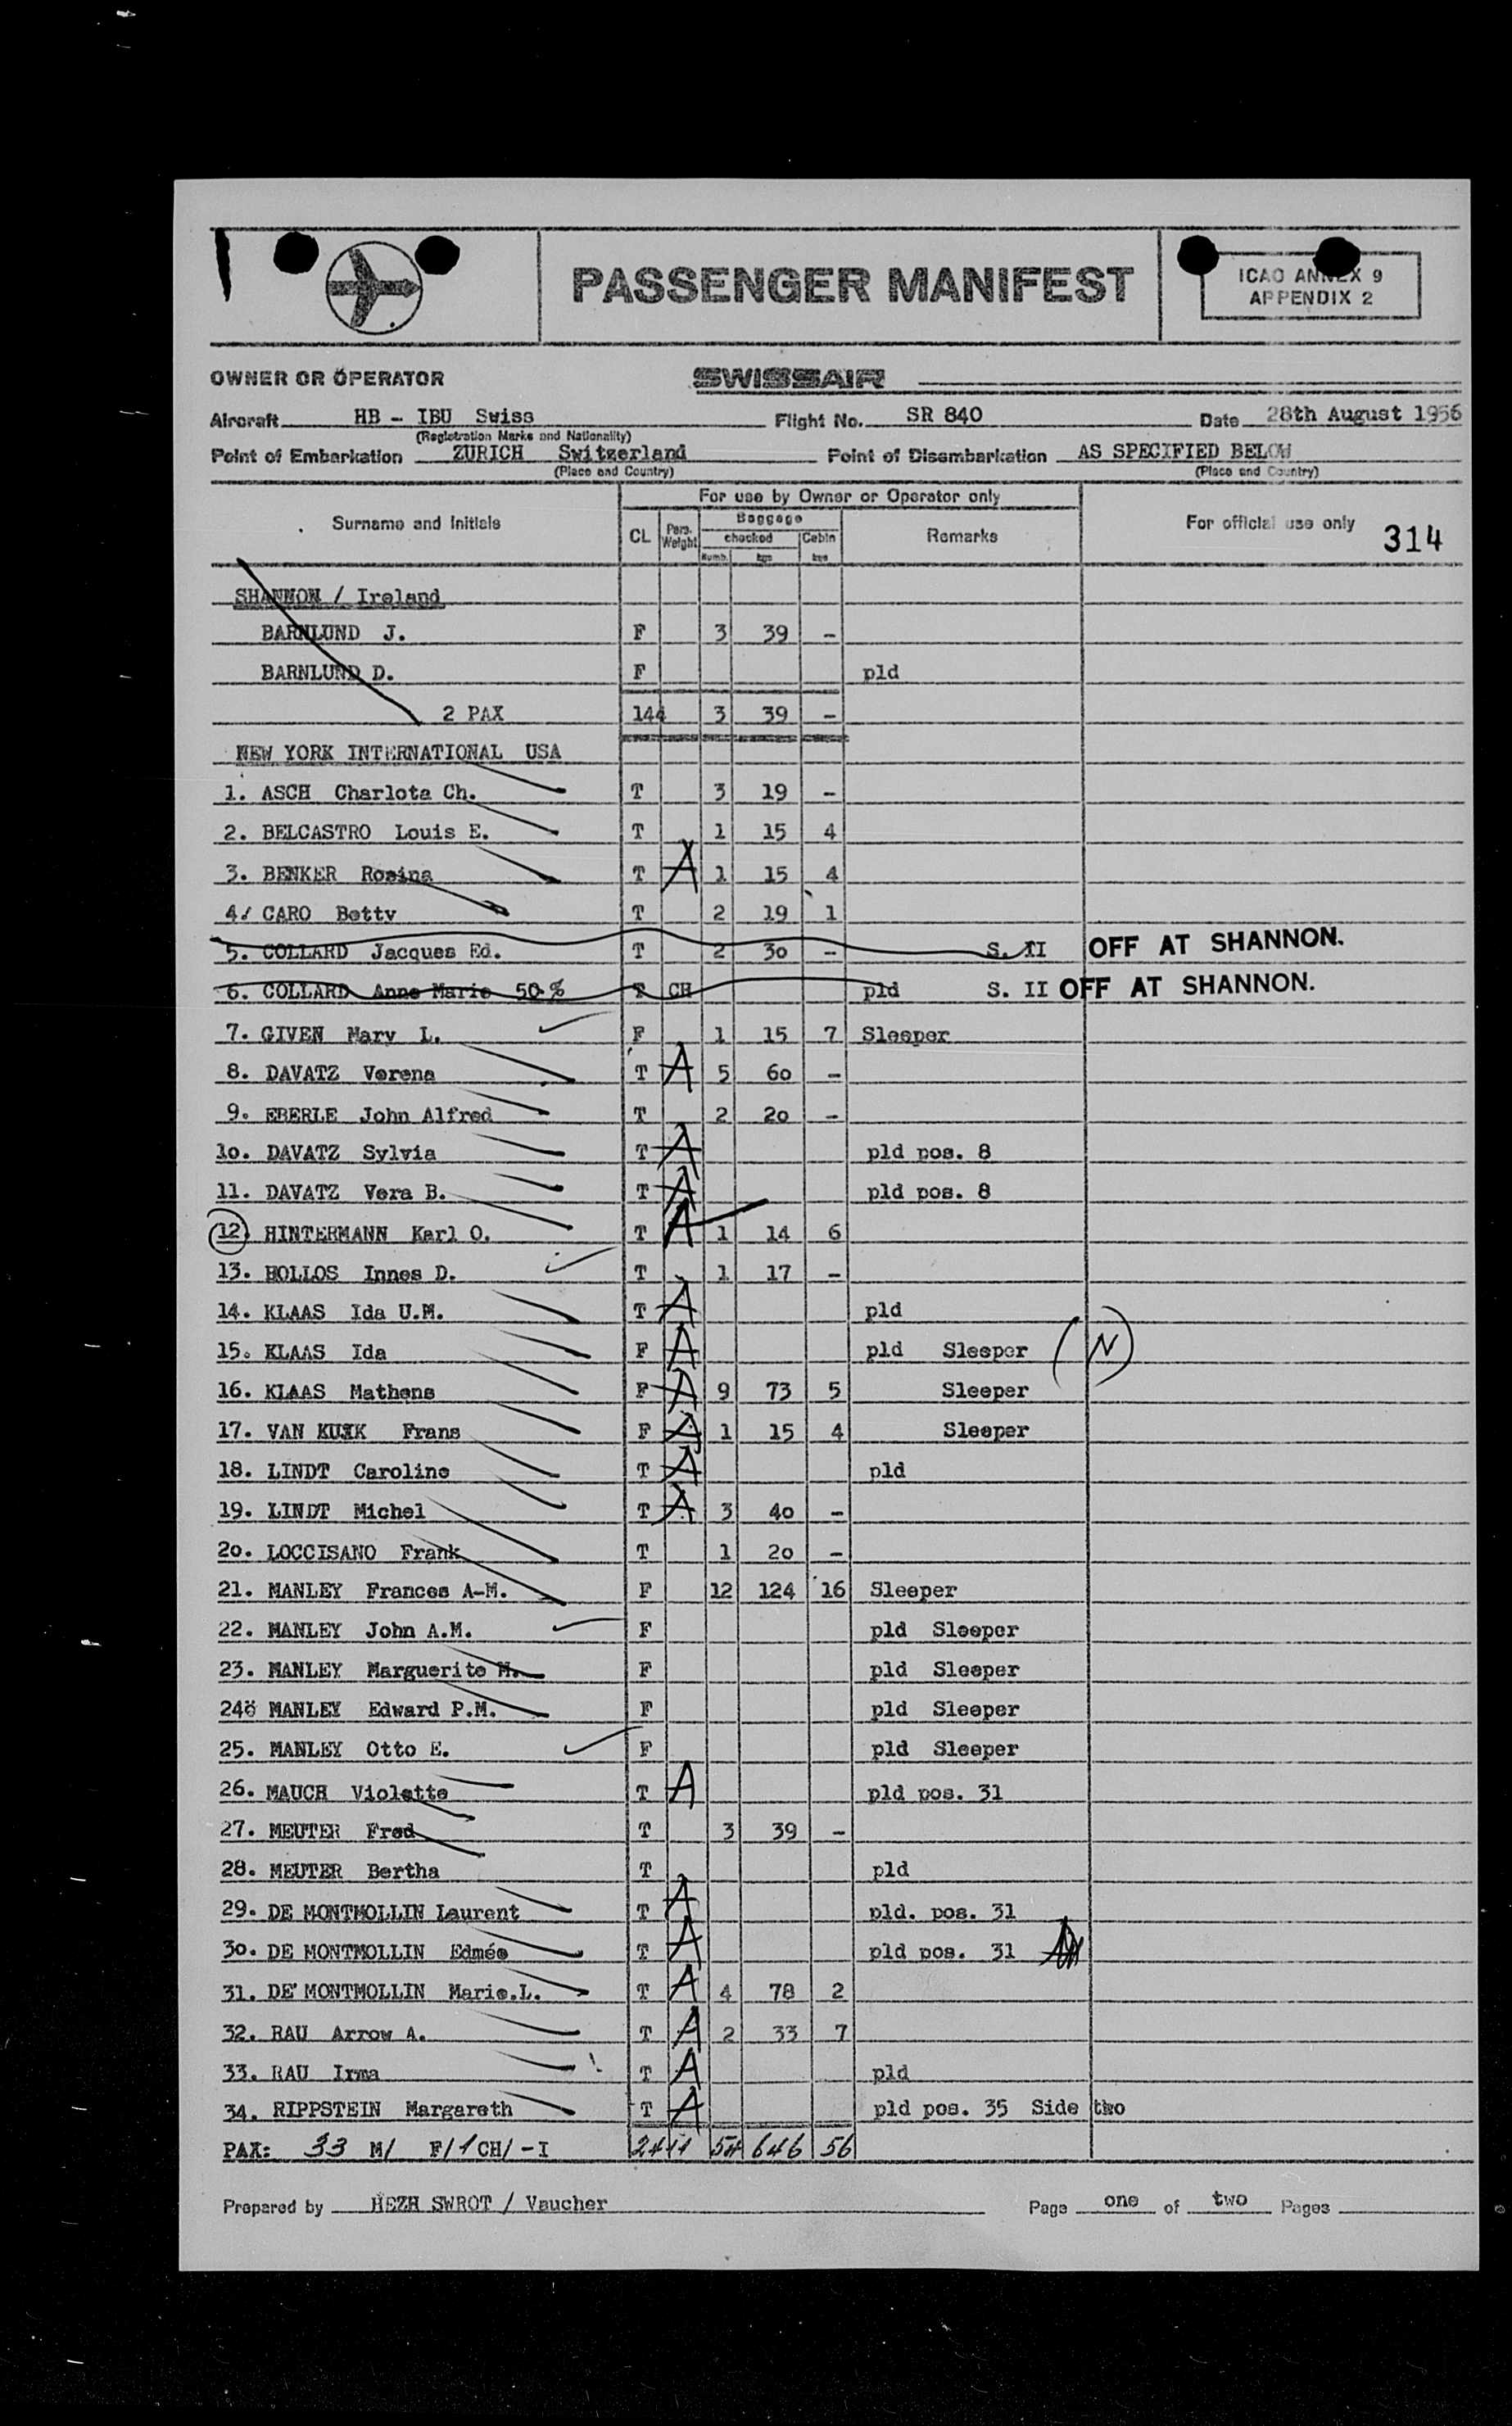 PASSENGER MANIFEST
ICAO ANNEX 9
APPENDIX 2
OWNER OR OPERATOR SWISSAIR
Aircraft HB - IBU Swiss Flight No. SR 840 Date 28th August 1956
(Registration Marks and Nationality)
Point of Embarkation ZURICH Switzerland Point of Disembarkation AS SPECIFIED BELOW
(Place and Country) (Place and Country)
For use by Owner or Operator only
Surname and Initials CL Pers. Weight Baggage checked Numb. kgs Cabin kgs Remarks For official use only 314
SHANNON / Ireland
BARNLUND J. F 3 39 -
BARNLUND D. F pld
2 PAX 144 3 39 -
NEW YORK INTERNATIONAL USA
1. ASCH Charlota Ch. T 3 19 -
2. BELCASTRO Louis E. T 1 15 4
3. BENKER Rosina T A 1 15 4
4/ CARO Betty T 2 19 1
5. COLLARD Jacques Ed. T 2 30 - S. II OFF AT SHANNON.
6. COLLARD Anne Marie 50 % T CH pld S. II OFF AT SHANNON.
7. GIVEN Mary L. F 1 15 7 Sleeper
8. DAVATZ Verena T A 5 60 -
9. EBERLE John Alfred T 2 20 -
10. DAVATZ Sylvia T A pld pos. 8
11. DAVATZ Vera B. T A pld pos. 8
12. HINTERMANN Karl O. T A 1 14 6
13. HOLLOS Innes D. T 1 17 -
14. KLAAS Ida U.M. T A pld
15. KLAAS Ida F A pld Sleeper (N)
16. KLAAS Mathens F A 9 73 5 Sleeper
17. VAN Frans F A 1 15 4 Sleeper
18. LINDT Caroline T A pld
19. LINDT Michel T A 3 40 -
20. LOCCISANO Frank T 1 20 -
21. MANLEY Frances A-M. F 12 124 16 Sleeper
22. MANLEY John A.M. F pld Sleeper
23. MANLEY Marguerite M. F pld Sleeper
24 MANLEY Edward P.M. F pld Sleeper
25. MANLEY Otto E. F pld Sleeper
26. MAUCH Violette T A pld pos. 31
27. MEUTER Fred T 3 39 -
28. MEUTER Bertha T pld
29. DE MONTMOLLIN Laurent T A pld. pos. 31
30. DE MONTMOLLIN Edmée T A pld pos. 31
31. DE MONTMOLLIN Marie.L. T A 4 78 2
32. RAU Arrow A. T A 2 33 7
33. RAU Irma T A pld
34. RIPPSTEIN Margareth T A pld pos. 35 Side two
PAX: 33 M/ F/1 CH/ -I 54 646 56
Prepared by HEZH SWROT / Vaucher Page one of two Pages